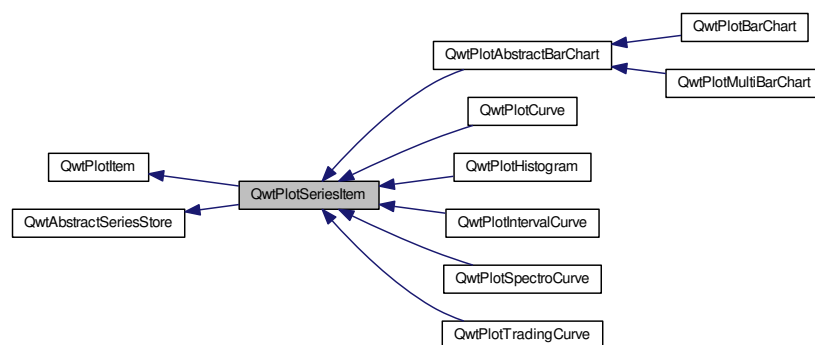 QwtPlotBarChart
QwtPlotAbstractBarChart
QwtPlotMultiBarChart
QwtPlotCurve
QwtPlotItem
QwtPlotHistogram
QwtPlotSeriesItem
QwtAbstractSeriesStore
QwtPlotIntervalCurve
QwtPlotSpectroCurve
QwtPlotTradingCurve